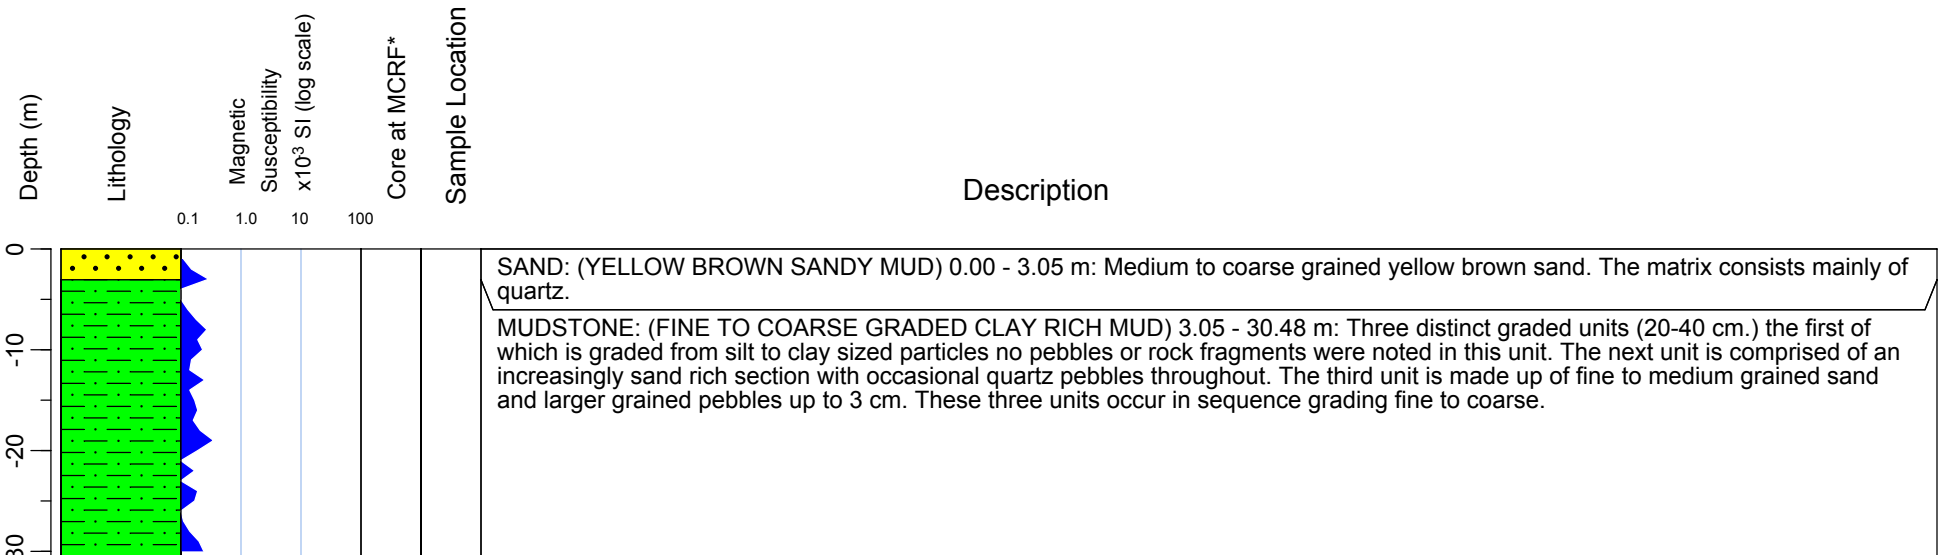 Depth (m)
Lithology
Magnetic
Susceptibility
x10³ SI (log scale)
Core at MCRF*
Sample Location
Description
0.1 1.0 10 100
0
SAND: (YELLOW BROWN SANDY MUD) 0.00 - 3.05 m: Medium to coarse grained yellow brown sand. The matrix consists mainly of
quartz.
MUDSTONE: (FINE TO COARSE GRADED CLAY RICH MUD) 3.05 - 30.48 m: Three distinct graded units (20-40 cm.) the first of
which is graded from silt to clay sized particles no pebbles or rock fragments were noted in this unit. The next unit is comprised of an
increasingly sand rich section with occasional quartz pebbles throughout. The third unit is made up of fine to medium grained sand
and larger grained pebbles up to 3 cm. These three units occur in sequence grading fine to coarse.
-10
-20